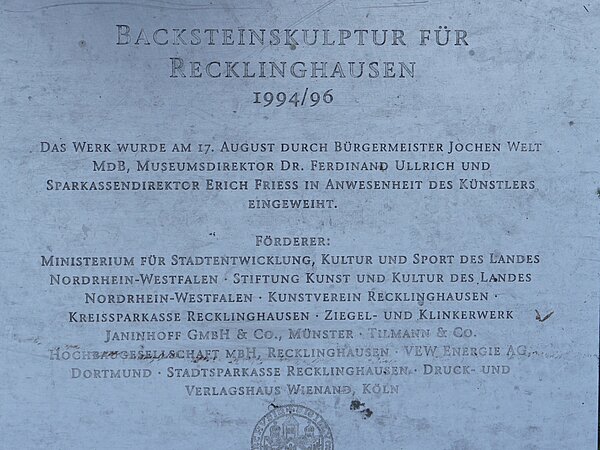 Backsteinskulptur für
Recklinghausen
1994/96
Das Werk wurde am 17. August durch Bürgermeister Jochen Welt
MdB, Museumsdirektor Dr. Ferdinand Ullrich und
Sparkassendirektor Erich Friess in Anwesenheit des Künstlers
eingeweiht.
Förderer:
Ministerium für Stadtentwicklung, Kultur und Sport des Landes
Nordrhein-Westfalen · Stiftung Kunst und Kultur des Landes
Nordrhein-Westfalen · Kunstverein Recklinghausen ·
Kreissparkasse Recklinghausen · Ziegel- und Klinkerwerk
Janinhoff GmbH & Co., Münster · Tilmann & Co.
Hochbaugesellschaft mbH, Recklinghausen · VEW Energie AG,
Dortmund · Stadtsparkasse Recklinghausen · Druck- und
Verlagshaus Wienand, Köln